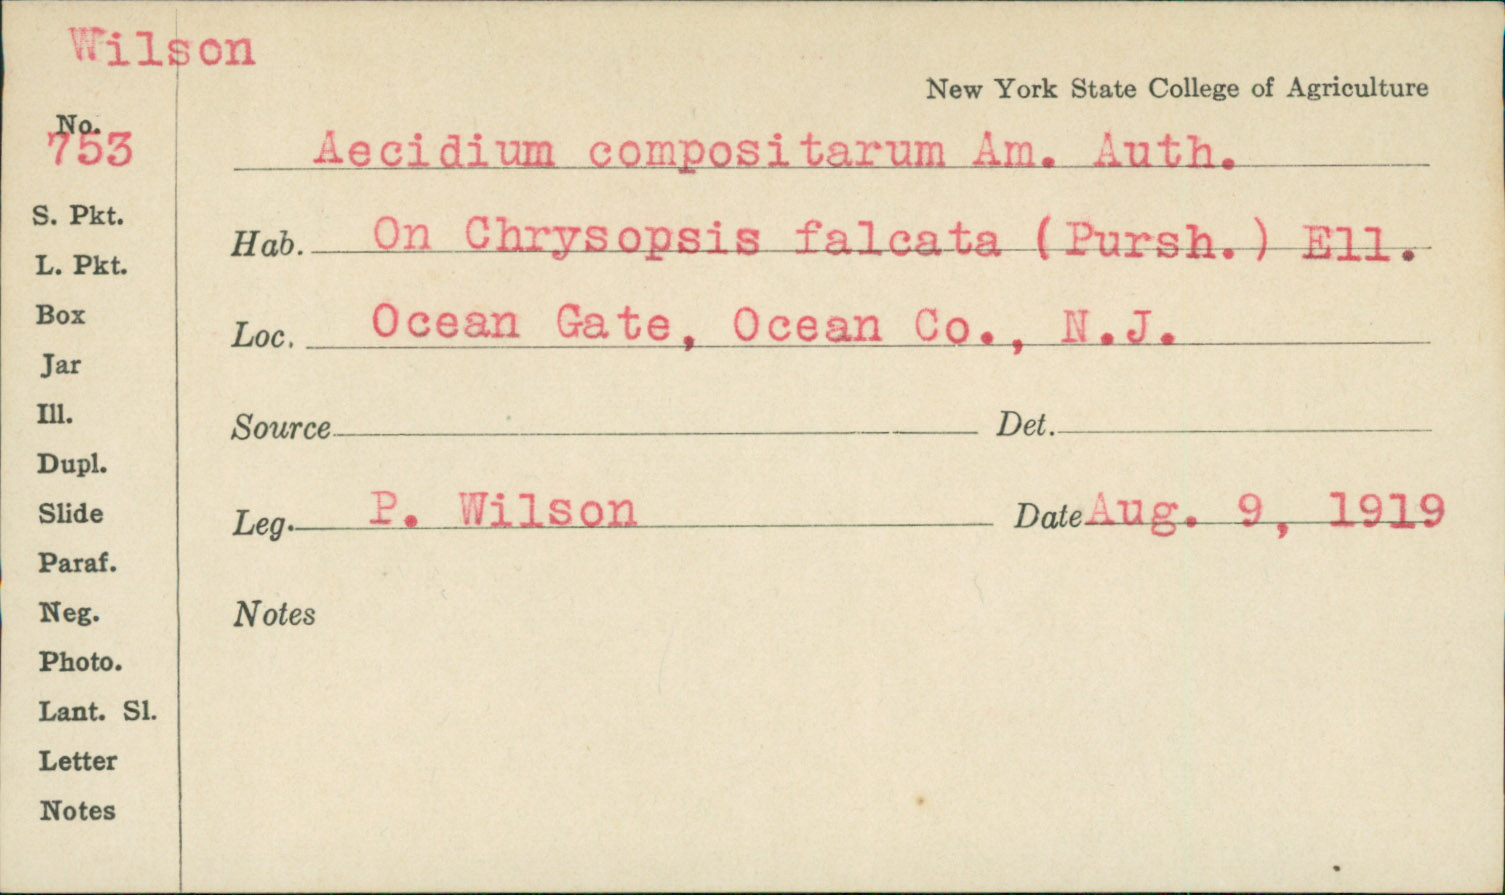 Wilson
New York State College of Agriculture
No.
753
Aecidium compositarum Am. Auth.
S. Pkt.
Hab. On Chrysopsis falcata (Pursh.) Ell.
L. Pkt.
Box
Loc. Ocean Gate, Ocean Co., N.J.
Jar
Ill.
Source Det.
Dupl.
Slide
Leg. P. Wilson Date Aug. 9, 1919
Paraf.
Neg.
Notes
Photo.
Lant. Sl.
Letter
Notes